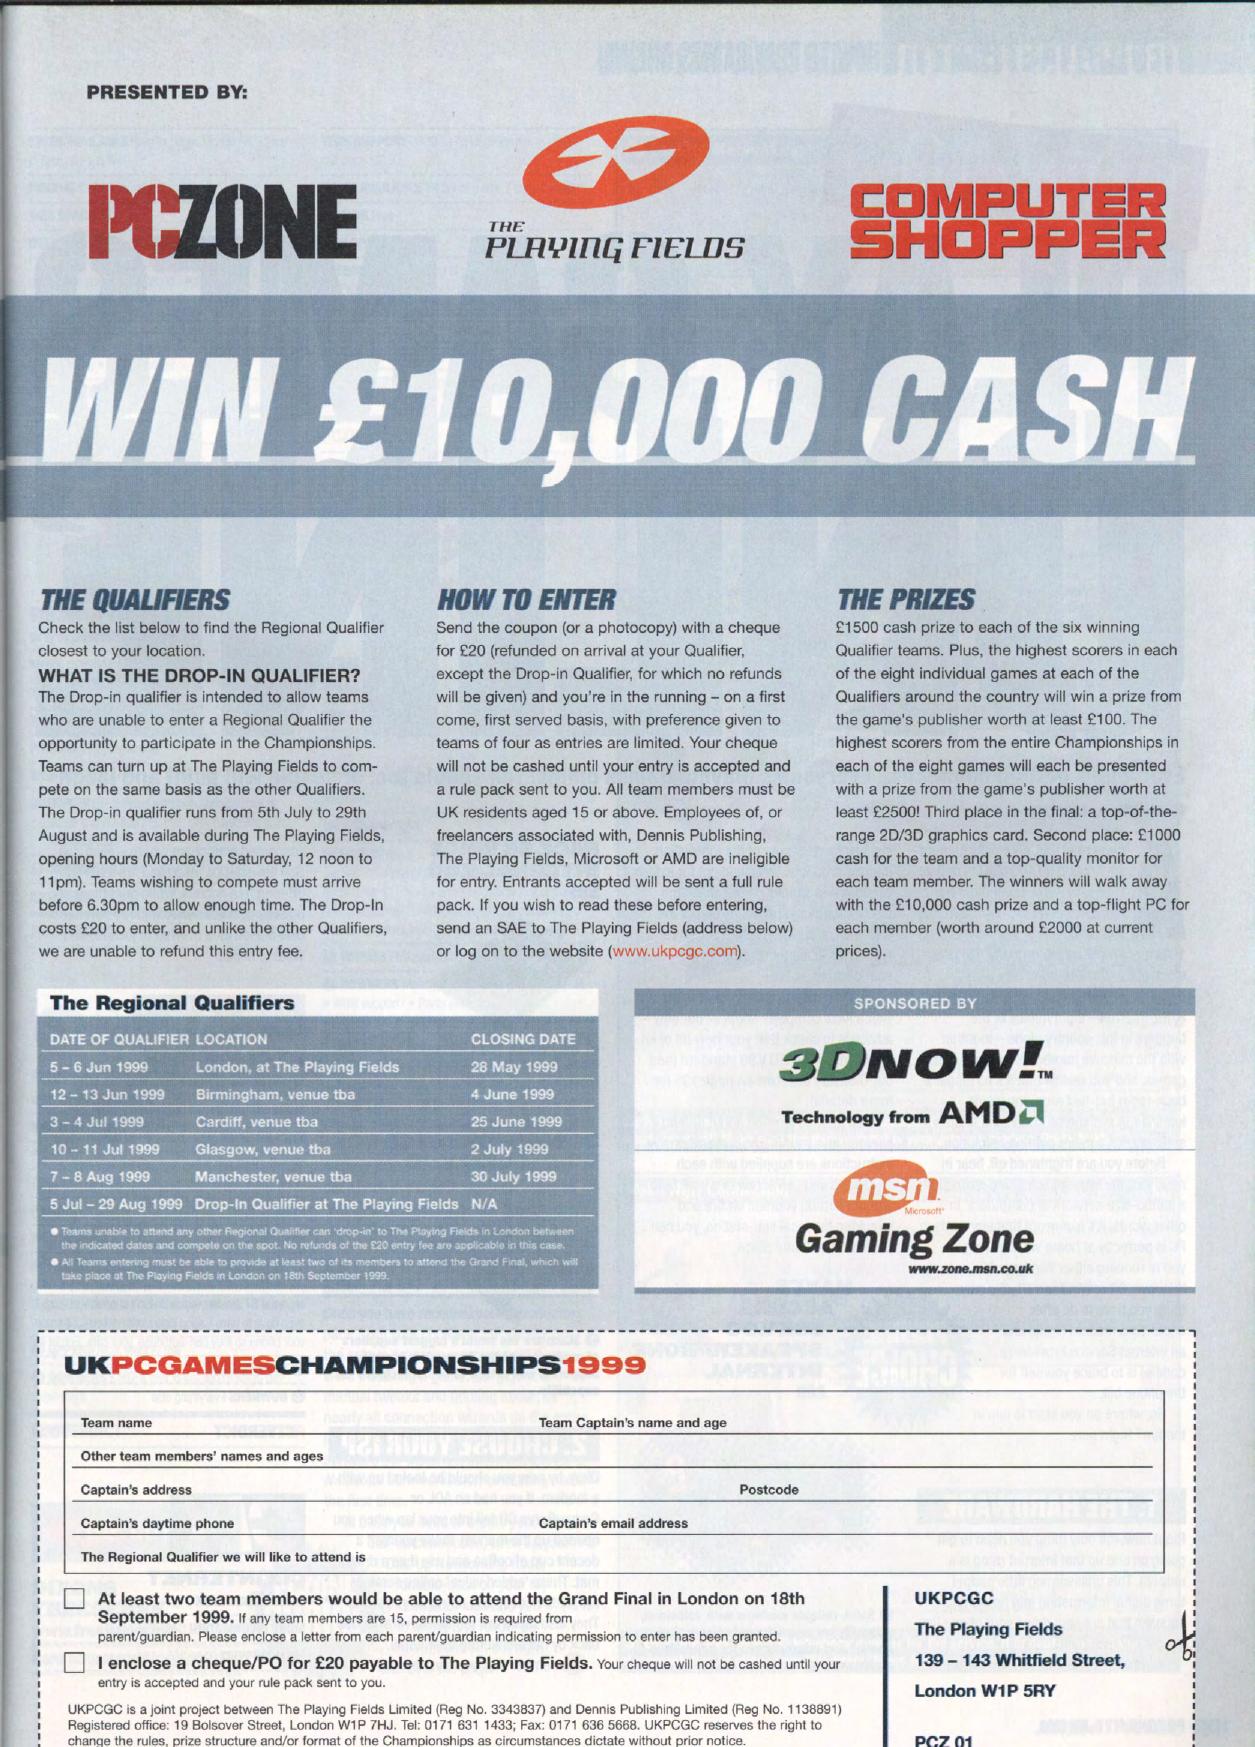 PRESENTED BY:
PCZONE
THE
PLAYING FIELDS
COMPUTER
SHOPPER
WIN £10,000 CASH
THE QUALIFIERS
Check the list below to find the Regional Qualifier
closest to your location.
WHAT IS THE DROP-IN QUALIFIER?
The Drop-in qualifier is intended to allow teams
who are unable to enter a Regional Qualifier the
opportunity to participate in the Championships.
Teams can turn up at The Playing Fields to com-
pete on the same basis as the other Qualifiers.
The Drop-in qualifier runs from 5th July to 29th
August and is available during The Playing Fields,
opening hours (Monday to Saturday, 12 noon to
11pm). Teams wishing to compete must arrive
before 6.30pm to allow enough time. The Drop-In
costs £20 to enter, and unlike the other Qualifiers,
we are unable to refund this entry fee.
HOW TO ENTER
Send the coupon (or a photocopy) with a cheque
for £20 (refunded on arrival at your Qualifier,
except the Drop-in Qualifier, for which no refunds
will be given) and you're in the running – on a first
come, first served basis, with preference given to
teams of four as entries are limited. Your cheque
will not be cashed until your entry is accepted and
a rule pack sent to you. All team members must be
UK residents aged 15 or above. Employees of, or
freelancers associated with, Dennis Publishing,
The Playing Fields, Microsoft or AMD are ineligible
for entry. Entrants accepted will be sent a full rule
pack. If you wish to read these before entering,
send an SAE to The Playing Fields (address below)
or log on to the website (www.ukpcgc.com).
THE PRIZES
£1500 cash prize to each of the six winning
Qualifier teams. Plus, the highest scorers in each
of the eight individual games at each of the
Qualifiers around the country will win a prize from
the game's publisher worth at least £100. The
highest scorers from the entire Championships in
each of the eight games will each be presented
with a prize from the game's publisher worth at
least £2500! Third place in the final: a top-of-the-
range 2D/3D graphics card. Second place: £1000
cash for the team and a top-quality monitor for
each team member. The winners will walk away
with the £10,000 cash prize and a top-flight PC for
each member (worth around £2000 at current
prices).
The Regional Qualifiers
DATE OF QUALIFIER LOCATION CLOSING DATE
5 – 6 Jun 1999 London, at The Playing Fields 28 May 1999
12 – 13 Jun 1999 Birmingham, venue tba 4 June 1999
3 – 4 Jul 1999 Cardiff, venue tba 25 June 1999
10 – 11 Jul 1999 Glasgow, venue tba 2 July 1999
7 – 8 Aug 1999 Manchester, venue tba 30 July 1999
5 Jul – 29 Aug 1999 Drop-In Qualifier at The Playing Fields N/A
● Teams unable to attend any other Regional Qualifier can 'drop-in' to The Playing Fields in London between
the indicated dates and compete on the spot. No refunds of the £20 entry fee are applicable in this case.
● All Teams entering must be able to provide at least two of its members to attend the Grand Final, which will
take place at The Playing Fields in London on 18th September 1999.
SPONSORED BY
3DNOW!™
Technology from AMD
msn
Microsoft
Gaming Zone
www.zone.msn.co.uk
UKPCGAMESCHAMPIONSHIPS1999
Team name Team Captain's name and age
Other team members' names and ages
Captain's address Postcode
Captain's daytime phone Captain's email address
The Regional Qualifier we will like to attend is
At least two team members would be able to attend the Grand Final in London on 18th
September 1999. If any team members are 15, permission is required from
parent/guardian. Please enclose a letter from each parent/guardian indicating permission to enter has been granted.
I enclose a cheque/PO for £20 payable to The Playing Fields. Your cheque will not be cashed until your
entry is accepted and your rule pack sent to you.
UKPCGC is a joint project between The Playing Fields Limited (Reg No. 3343837) and Dennis Publishing Limited (Reg No. 1138891)
Registered office: 19 Bolsover Street, London W1P 7HJ. Tel: 0171 631 1433; Fax: 0171 636 5668. UKPCGC reserves the right to
change the rules, prize structure and/or format of the Championships as circumstances dictate without prior notice.
UKPCGC
The Playing Fields
139 – 143 Whitfield Street,
London W1P 5RY
PCZ 01